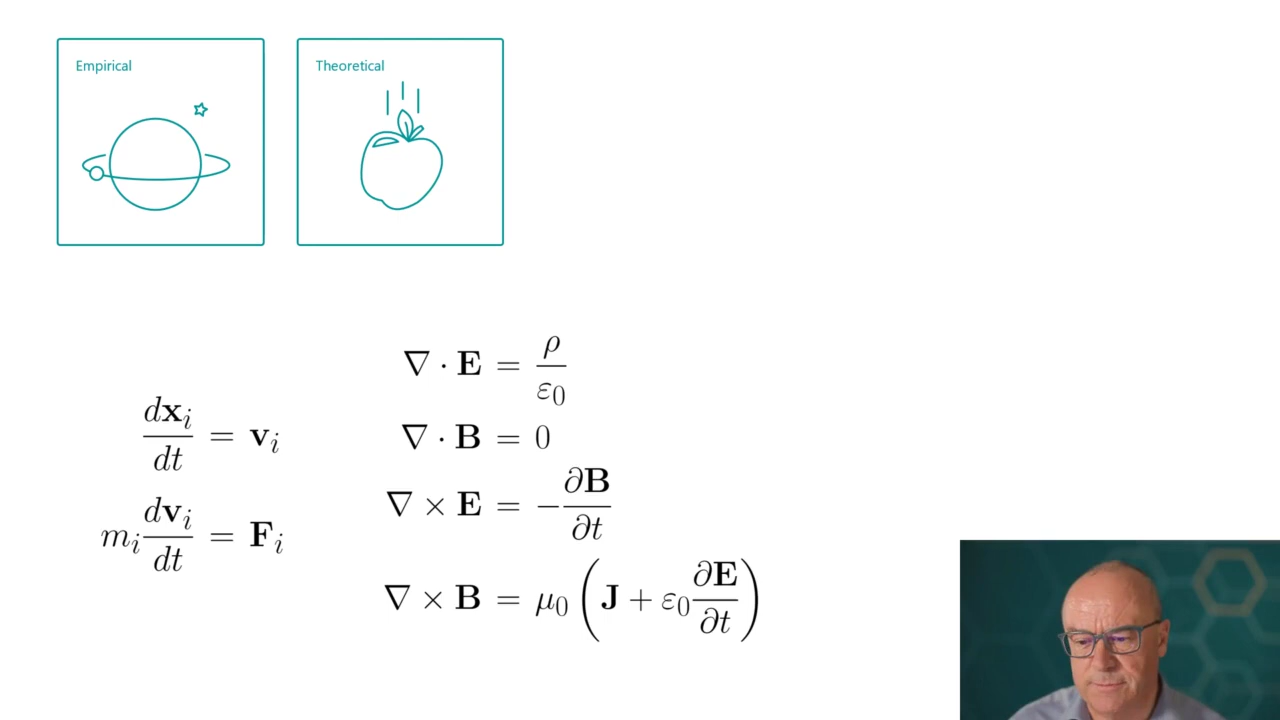 Empirical
Theoretical
∇ · E = ρ/ε₀
∇ · B = 0
∇ × E = −∂B/∂t
∇ × B = μ₀ (J + ε₀ ∂E/∂t)
dxᵢ/dt = vᵢ
mᵢ dvᵢ/dt = Fᵢ